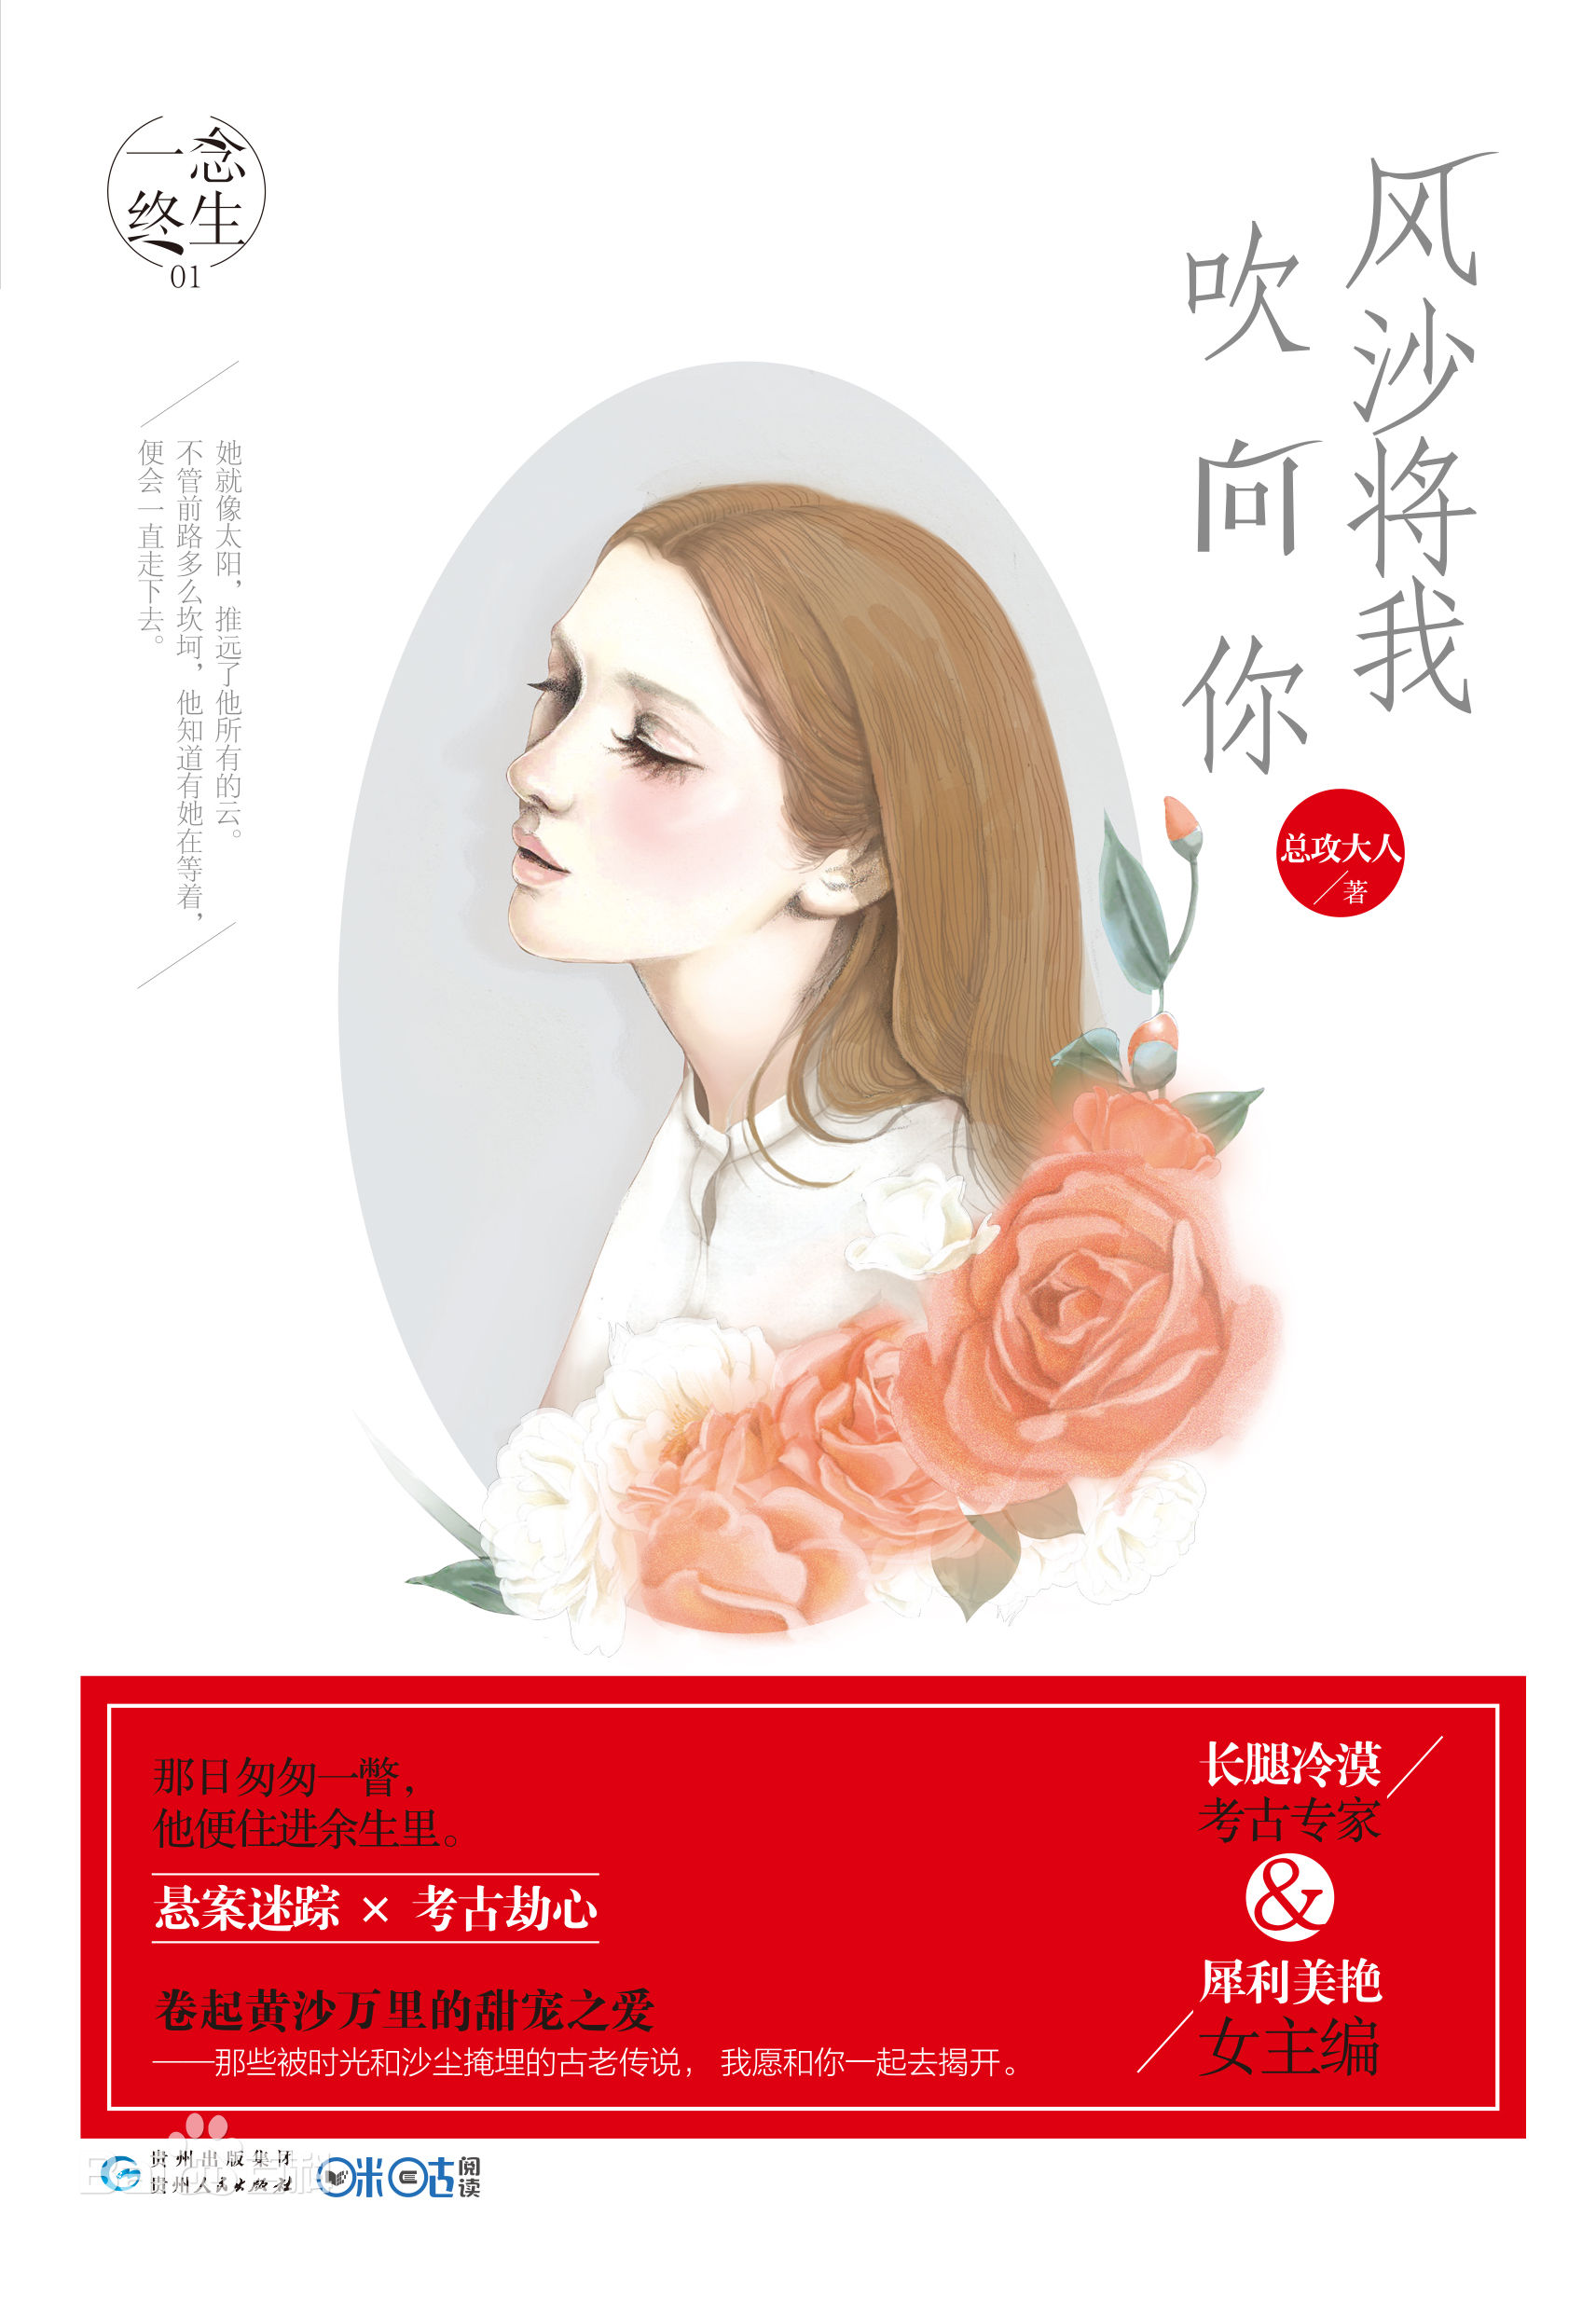 一念
终生
01
风沙将我
吹向你
总攻大人
著
她就像太阳，推远了他所有的云。
不管前路多么坎坷，他知道有她在等着，
便会一直走下去。
那日匆匆一瞥，
他便住进余生里。
悬案迷踪 × 考古劫心
卷起黄沙万里的甜宠之爱
——那些被时光和沙尘掩埋的古老传说，我愿和你一起去揭开。
长腿冷漠
考古专家
&
犀利美艳
女主编
贵州出版集团
贵州人民出版社
咪咕阅读
Baidu百科